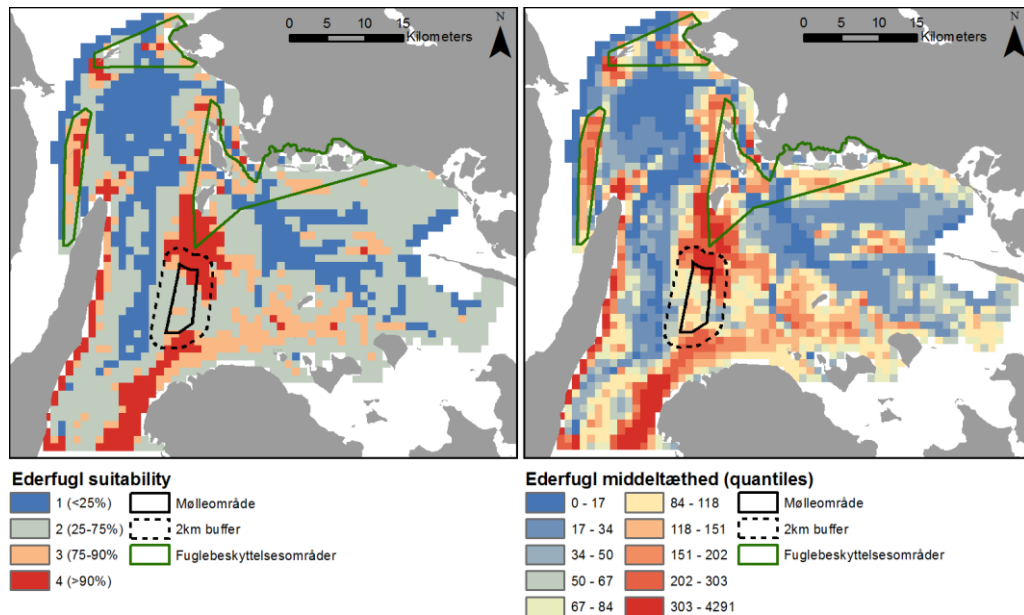 0 5 10 15
Kilometers
N
0 5 10 15
Kilometers
N
Ederfugl suitability
1 (<25%)
2 (25-75%)
3 (75-90%
4 (>90%)
Mølleområde
2km buffer
Fuglebeskyttelsesområder
Ederfugl middeltæthed (quantiles)
0 - 17
17 - 34
34 - 50
50 - 67
67 - 84
84 - 118
118 - 151
151 - 202
202 - 303
303 - 4291
Mølleområde
2km buffer
Fuglebeskyttelsesområder